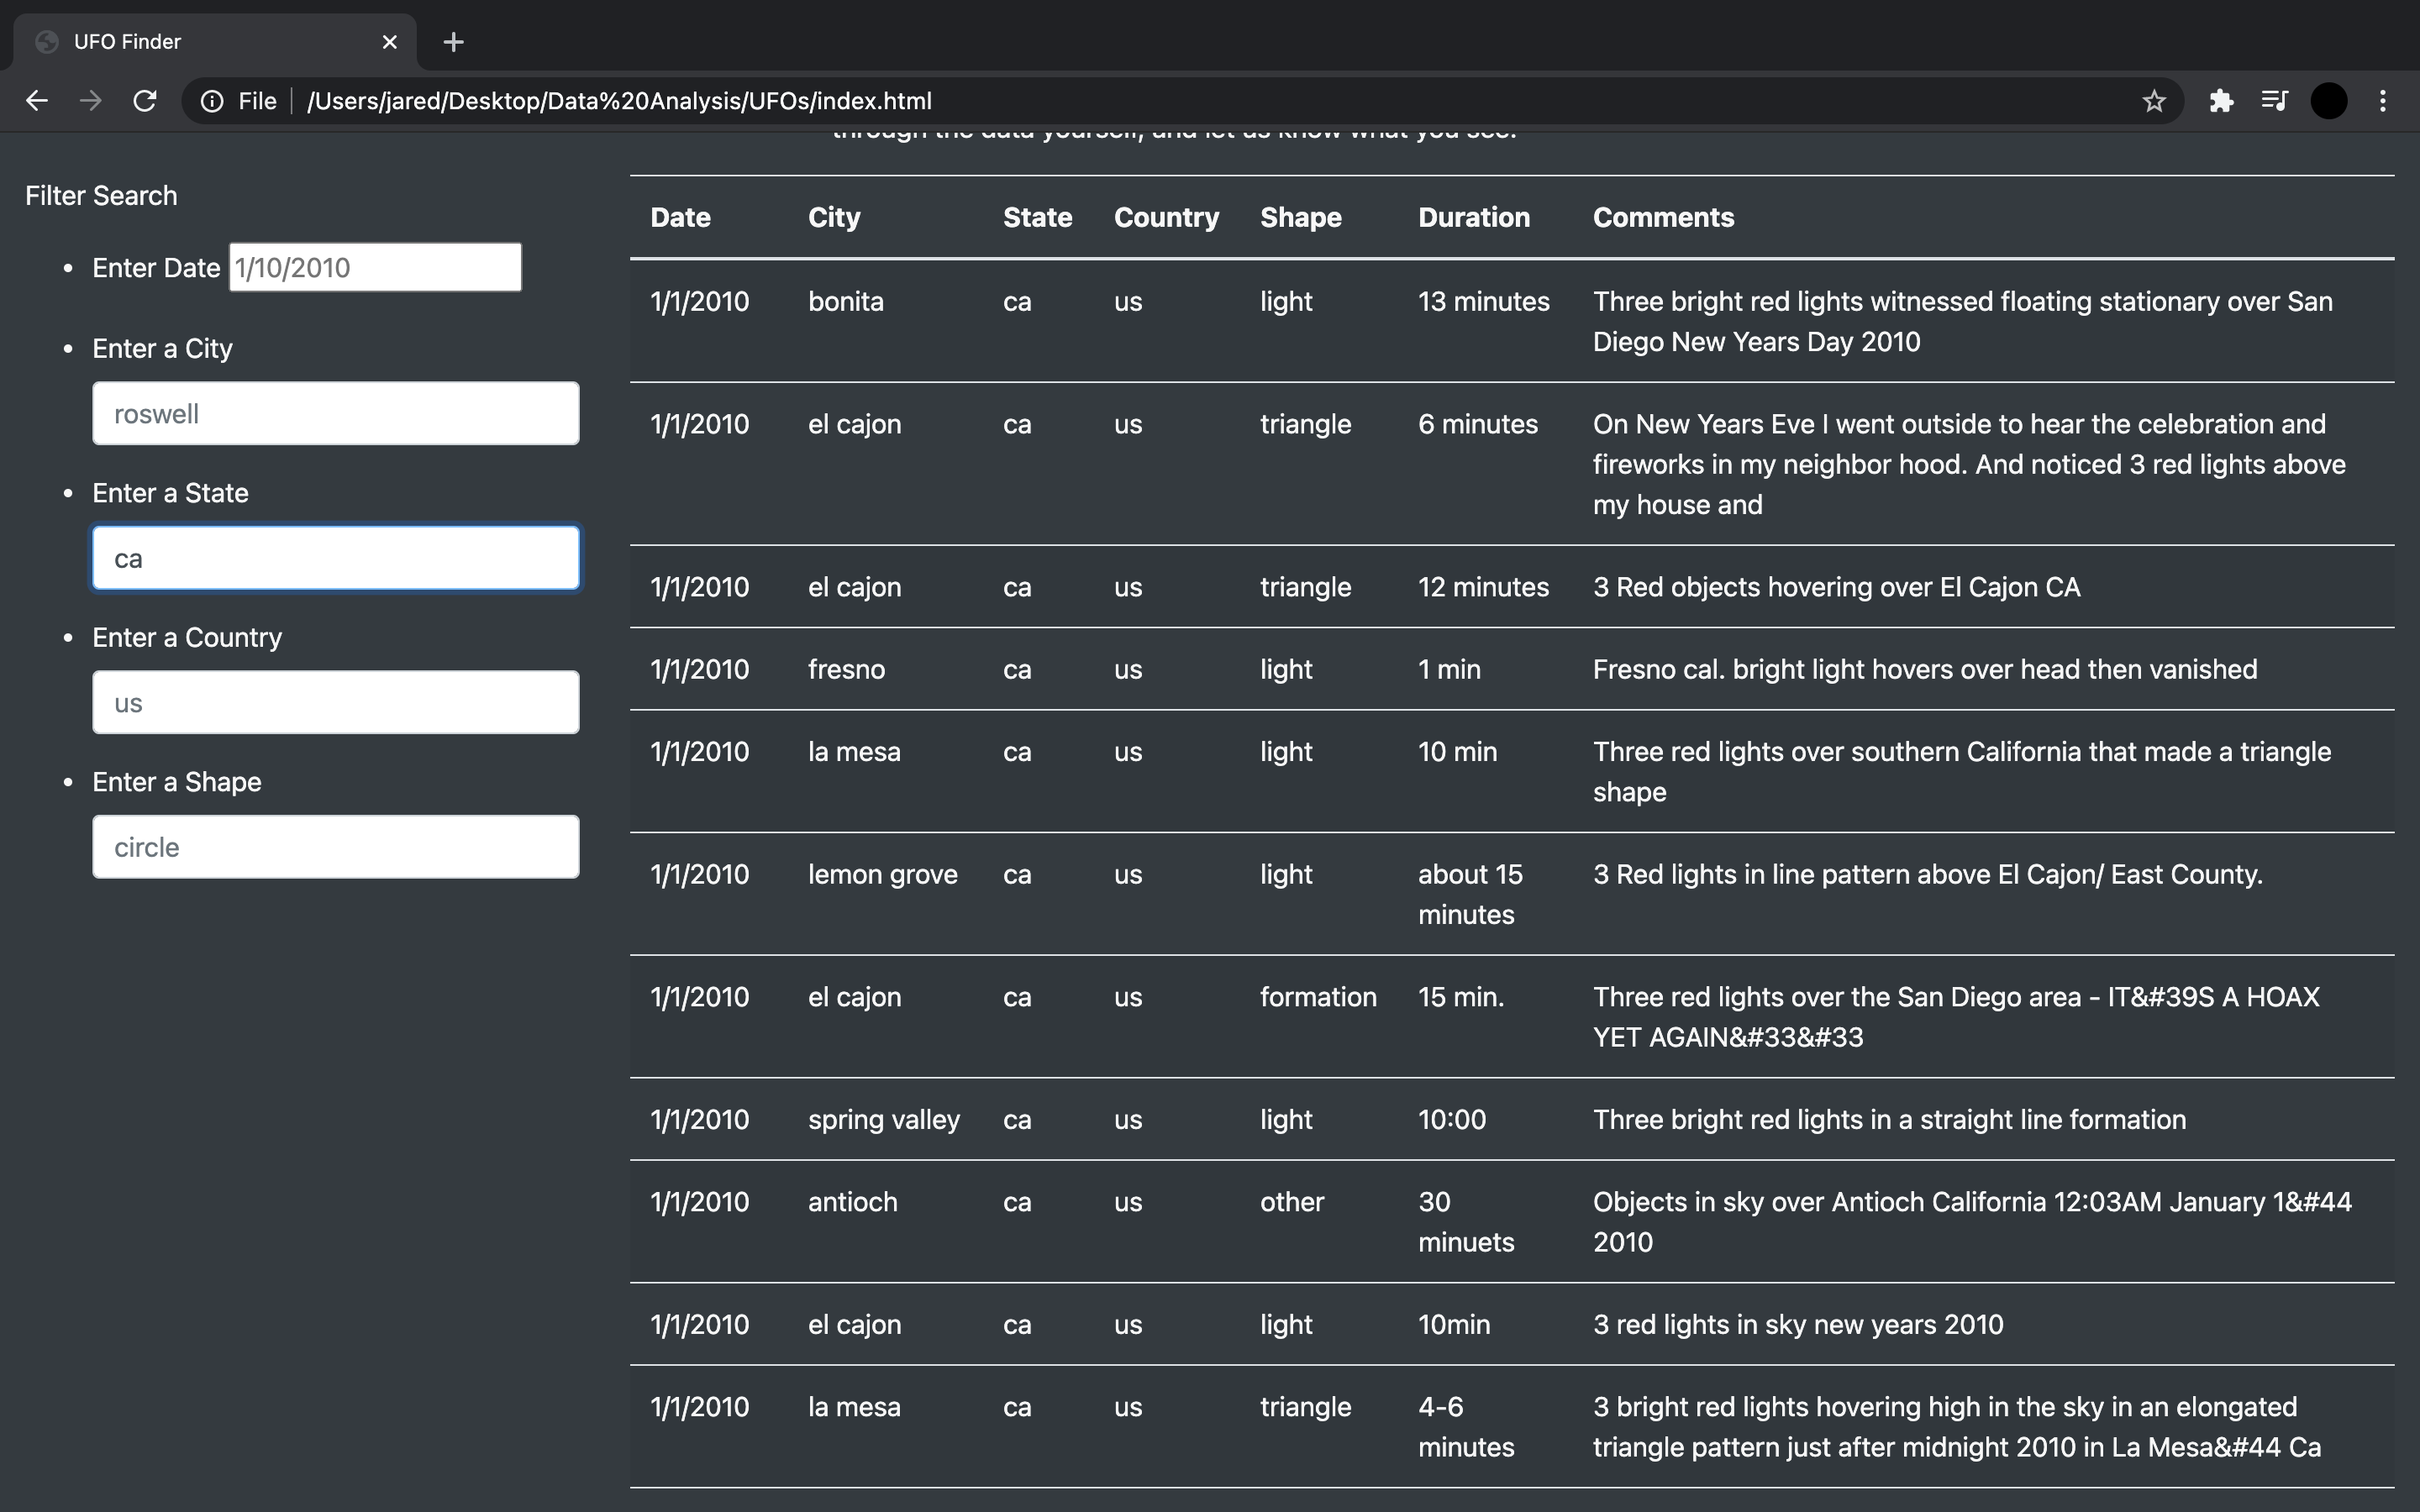 UFO Finder
File /Users/jared/Desktop/Data%20Analysis/UFOs/index.html
through the data yourself, and let us know what you see.
Filter Search
Enter Date 1/10/2010
Enter a City
roswell
Enter a State
ca
Enter a Country
us
Enter a Shape
circle
Date City State Country Shape Duration Comments
1/1/2010 bonita ca us light 13 minutes Three bright red lights witnessed floating stationary over San
Diego New Years Day 2010
1/1/2010 el cajon ca us triangle 6 minutes On New Years Eve I went outside to hear the celebration and
fireworks in my neighbor hood. And noticed 3 red lights above
my house and
1/1/2010 el cajon ca us triangle 12 minutes 3 Red objects hovering over El Cajon CA
1/1/2010 fresno ca us light 1 min Fresno cal. bright light hovers over head then vanished
1/1/2010 la mesa ca us light 10 min Three red lights over southern California that made a triangle
shape
1/1/2010 lemon grove ca us light about 15 3 Red lights in line pattern above El Cajon/ East County.
minutes
1/1/2010 el cajon ca us formation 15 min. Three red lights over the San Diego area - IT&#39S A HOAX
YET AGAIN&#33&#33
1/1/2010 spring valley ca us light 10:00 Three bright red lights in a straight line formation
1/1/2010 antioch ca us other 30 Objects in sky over Antioch California 12:03AM January 1&#44
minuets 2010
1/1/2010 el cajon ca us light 10min 3 red lights in sky new years 2010
1/1/2010 la mesa ca us triangle 4-6 3 bright red lights hovering high in the sky in an elongated
minutes triangle pattern just after midnight 2010 in La Mesa&#44 Ca